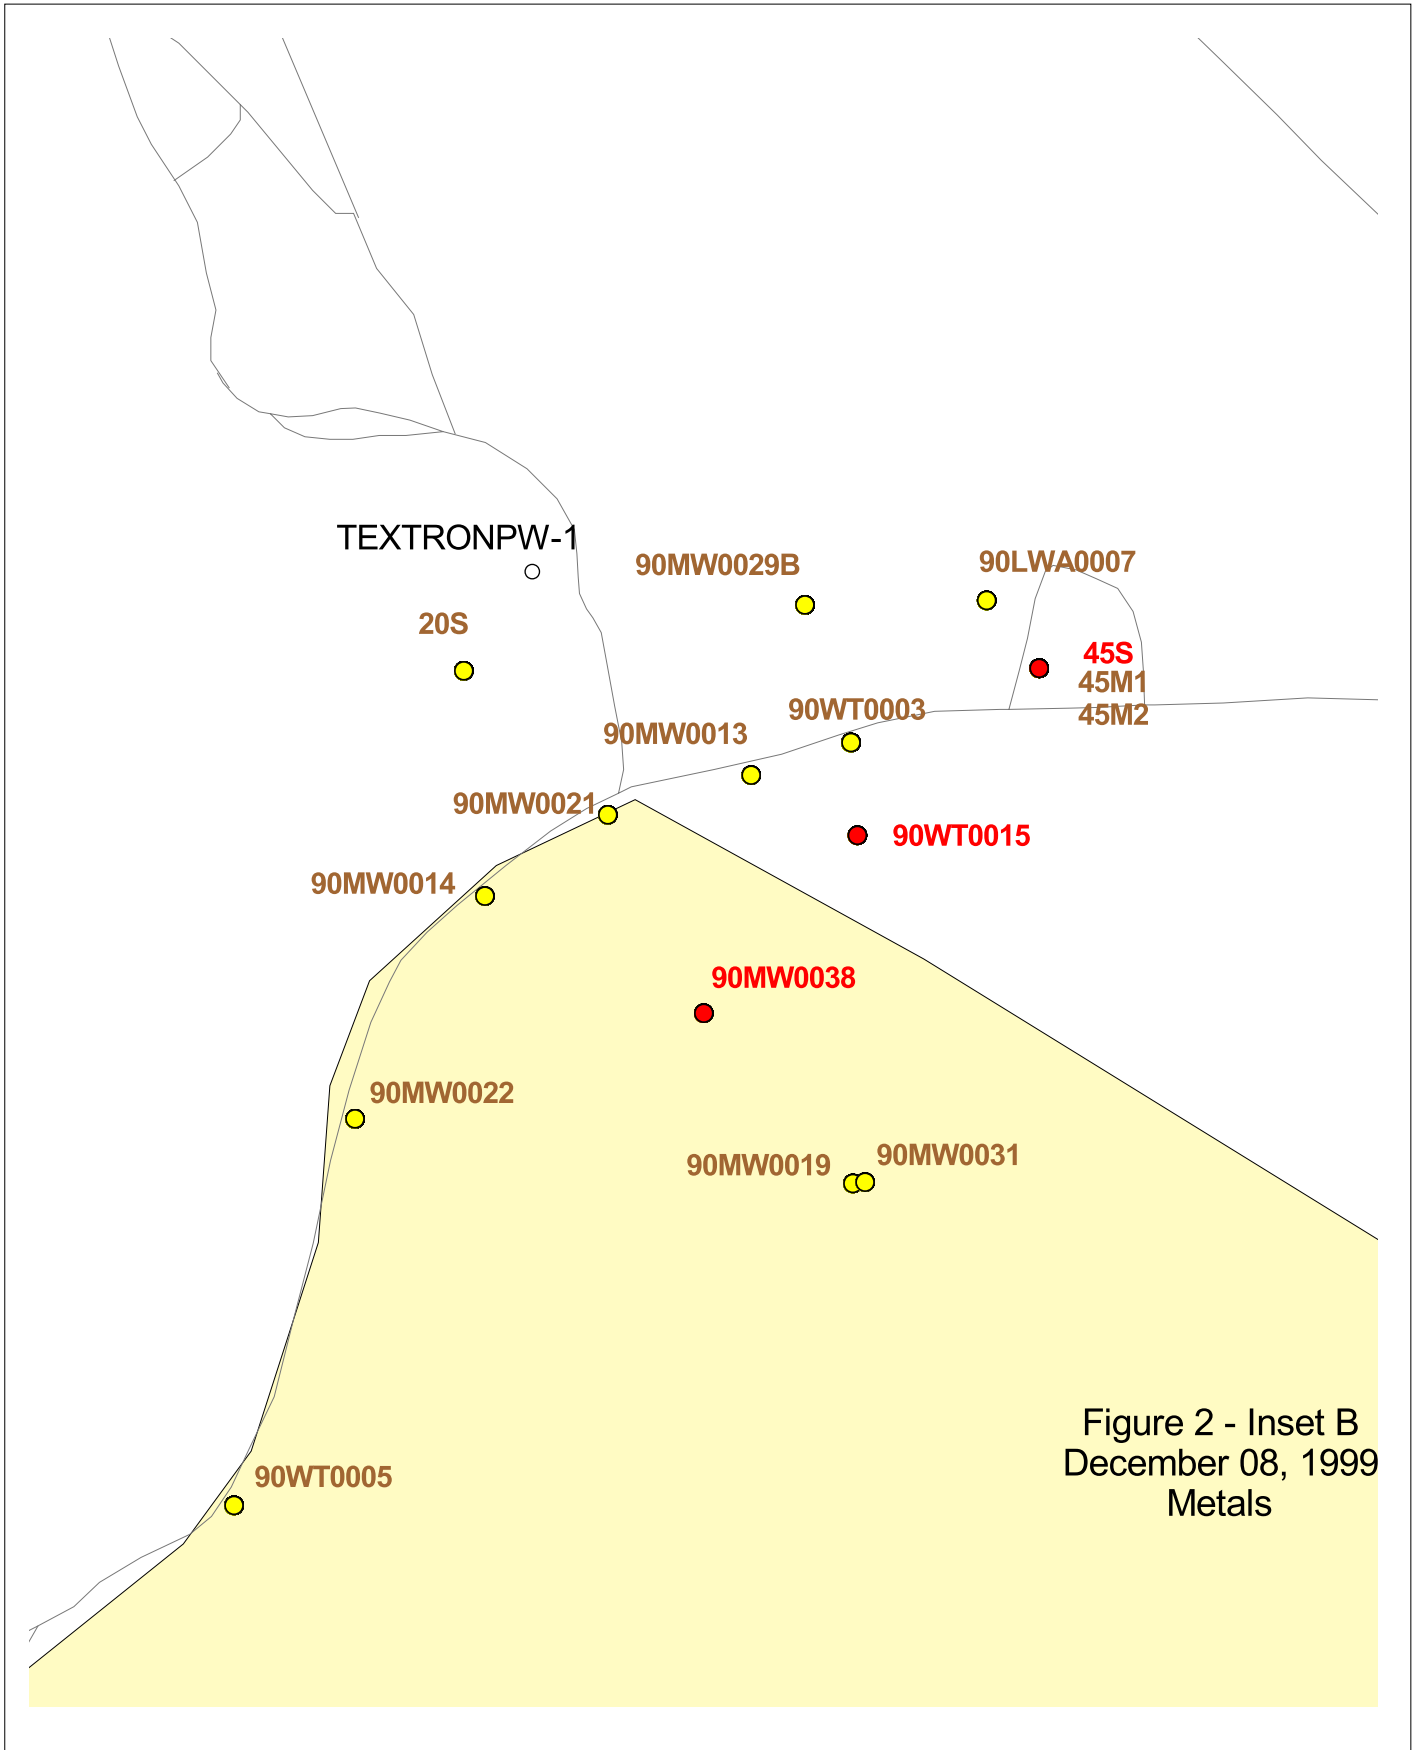 TEXTRONPW-1
90MW0029B
90LWA0007
20S
45S
45M1
45M2
90WT0003
90MW0013
90MW0021
90WT0015
90MW0014
90MW0038
90MW0022
90MW0019
90MW0031
Figure 2 - Inset B
December 08, 1999
Metals
90WT0005